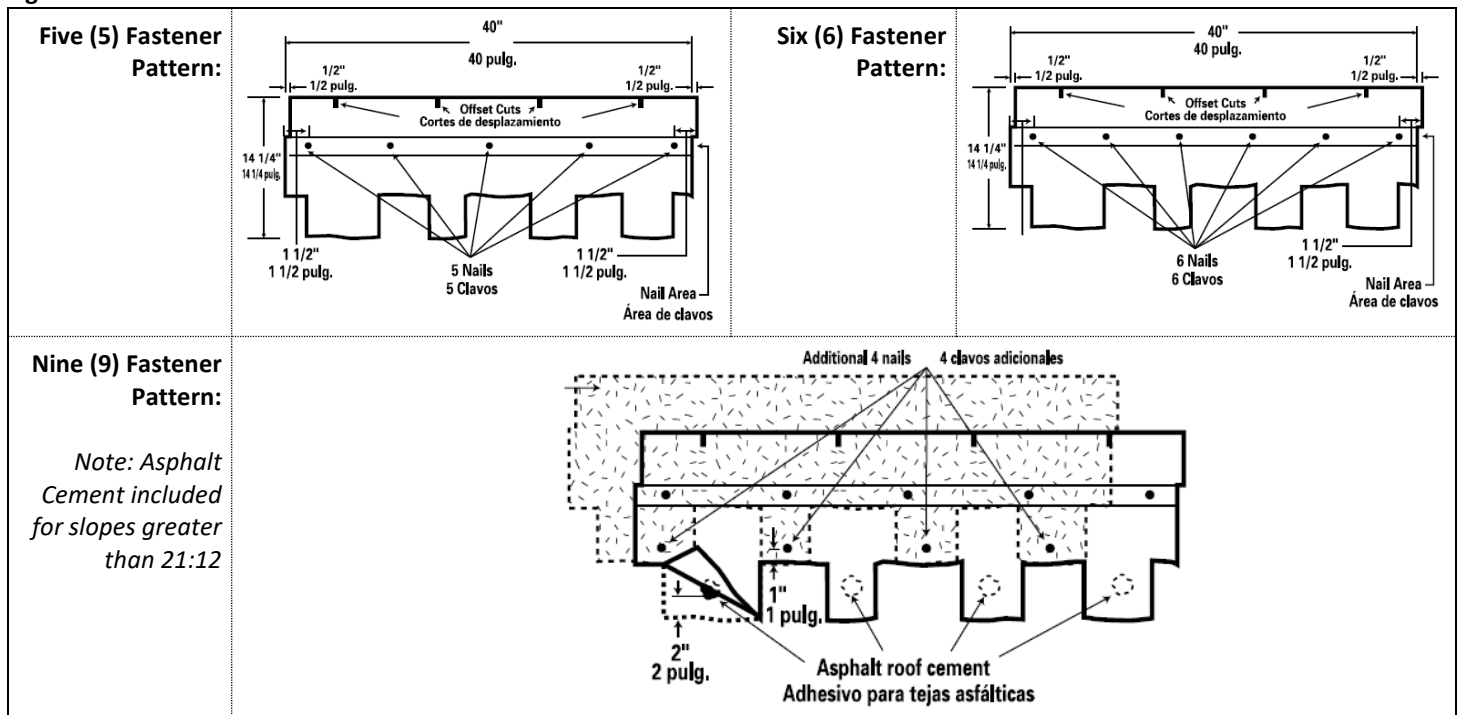 Five (5) Fastener
Pattern:
40"
40 pulg.
1/2"
1/2 pulg.
1/2"
1/2 pulg.
Offset Cuts
Cortes de desplazamiento
14 1/4"
14 1/4 pulg.
1 1/2"
1 1/2 pulg.
5 Nails
5 Clavos
1 1/2"
1 1/2 pulg.
Nail Area
Área de clavos
Six (6) Fastener
Pattern:
40"
40 pulg.
1/2"
1/2 pulg.
1/2"
1/2 pulg.
Offset Cuts
Cortes de desplazamiento
14 1/4"
14 1/4 pulg.
6 Nails
6 Clavos
1 1/2"
1 1/2 pulg.
Nail Area
Área de clavos
Nine (9) Fastener
Pattern:
Note: Asphalt
Cement included
for slopes greater
than 21:12
Additional 4 nails 4 clavos adicionales
1"
1 pulg.
2"
2 pulg.
Asphalt roof cement
Adhesivo para tejas asfálticas